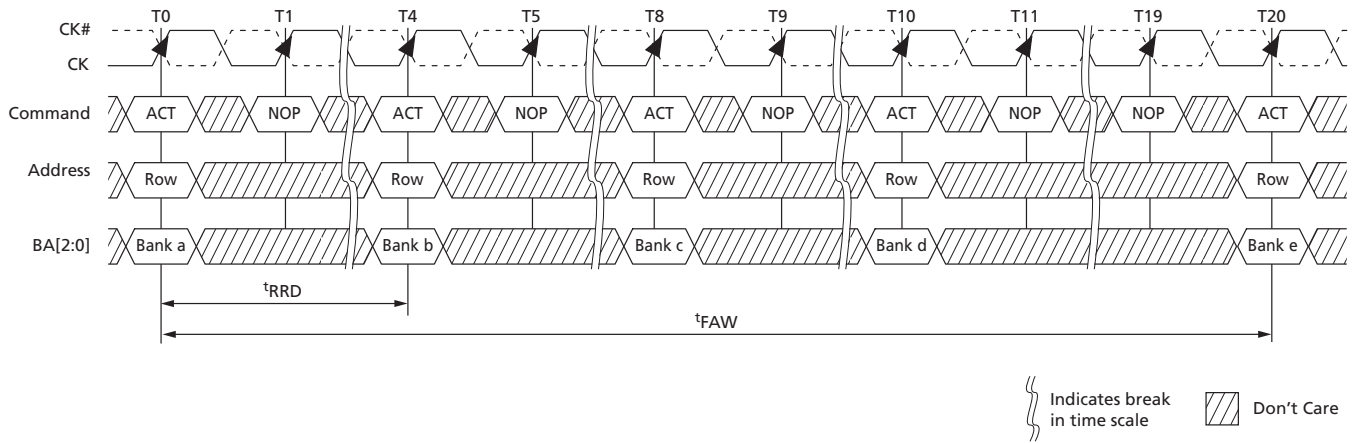 T0 T1 T4 T5 T8 T9 T10 T11 T19 T20
CK#
CK
Command ACT NOP ACT NOP ACT NOP ACT NOP NOP ACT
Address Row Row Row Row Row
BA[2:0] Bank a Bank b Bank c Bank d Bank e
tRRD
tFAW
Indicates break
in time scale
Don't Care